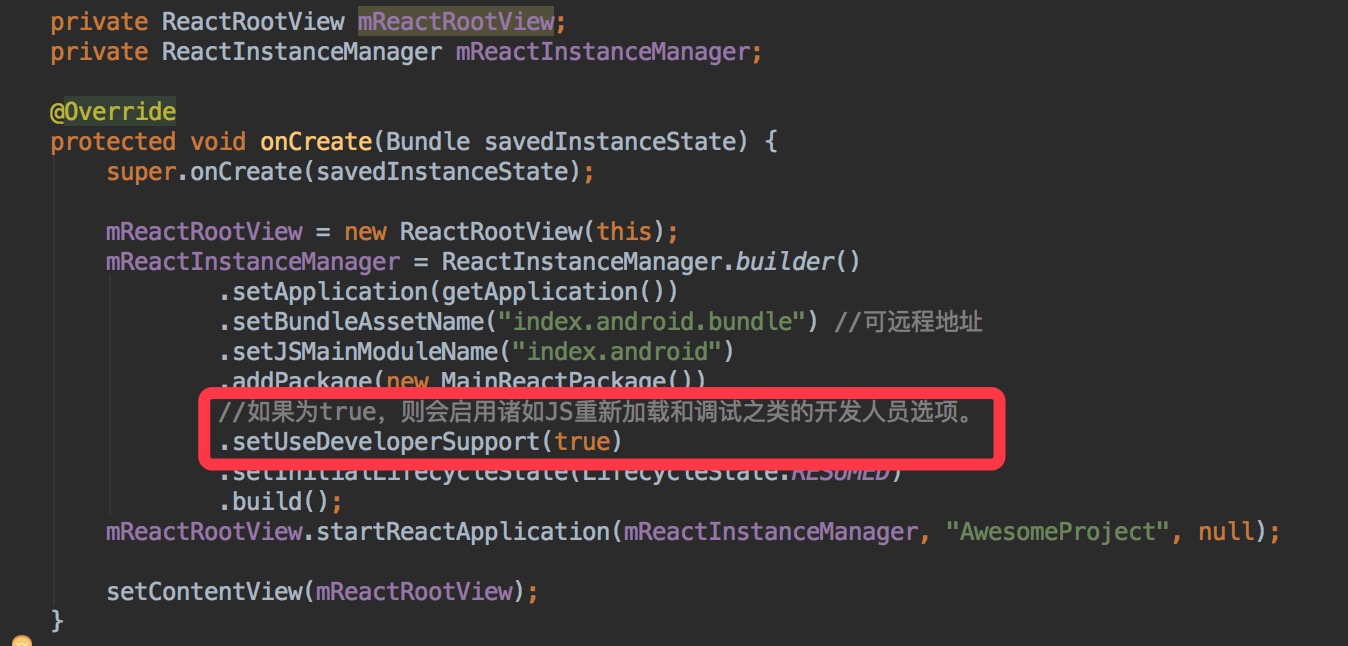 private ReactRootView mReactRootView;
private ReactInstanceManager mReactInstanceManager;
@Override
protected void onCreate(Bundle savedInstanceState) {
super.onCreate(savedInstanceState);
mReactRootView = new ReactRootView(this);
mReactInstanceManager = ReactInstanceManager.builder()
.setApplication(getApplication())
.setBundleAssetName("index.android.bundle") //可远程地址
.setJSMainModuleName("index.android")
.addPackage(new MainReactPackage())
//如果为true，则会启用诸如JS重新加载和调试之类的开发人员选项。
.setUseDeveloperSupport(true)
.setInitialLifecycleState(LifecycleState.RESUMED)
.build();
mReactRootView.startReactApplication(mReactInstanceManager, "AwesomeProject", null);
setContentView(mReactRootView);
}